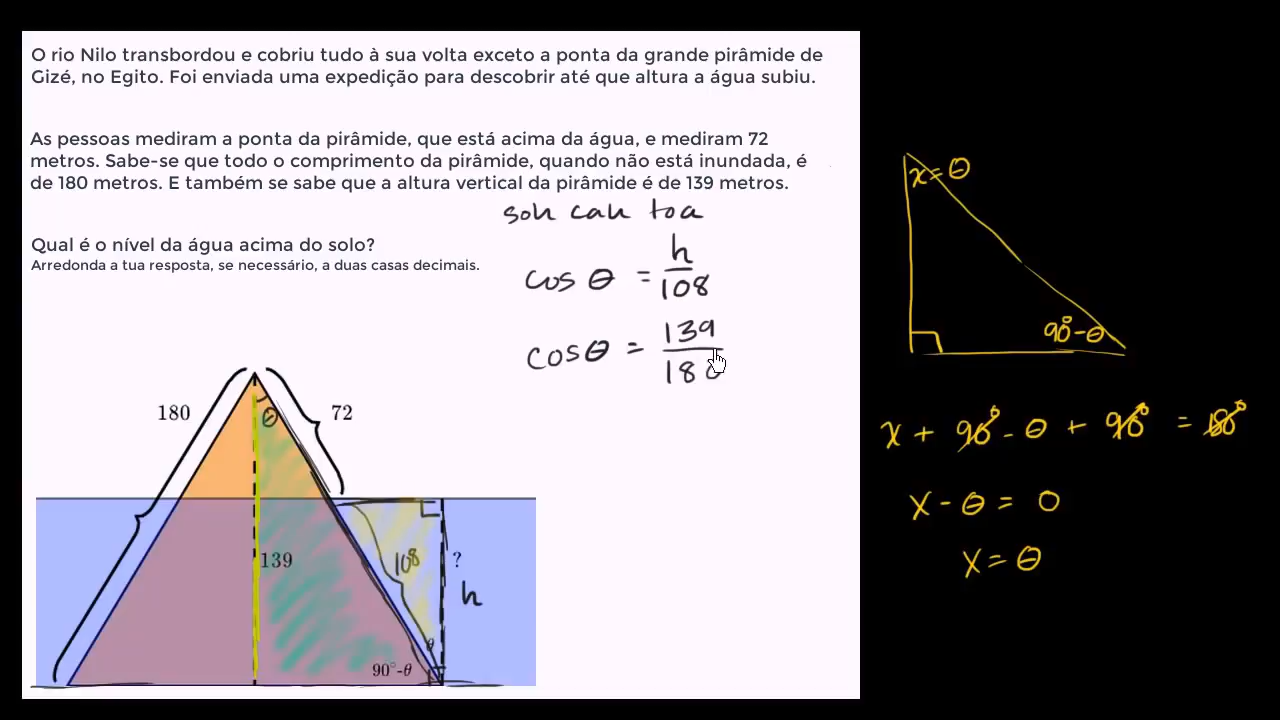 O rio Nilo transbordou e cobriu tudo à sua volta exceto a ponta da grande pirâmide de
Gizé, no Egito. Foi enviada uma expedição para descobrir até que altura a água subiu.
As pessoas mediram a ponta da pirâmide, que está acima da água, e mediram 72
metros. Sabe-se que todo o comprimento da pirâmide, quando não está inundada, é
de 180 metros. E também se sabe que a altura vertical da pirâmide é de 139 metros.
soh cah toa
Qual é o nível da água acima do solo?
Arredonda a tua resposta, se necessário, a duas casas decimais.
cos θ = h/108
cosθ = 139/180
180
72
θ
139
108
?
h
θ
90°-θ
x=θ
90°-θ
x + 90° - θ + 90° = 180°
x - θ = 0
x = θ